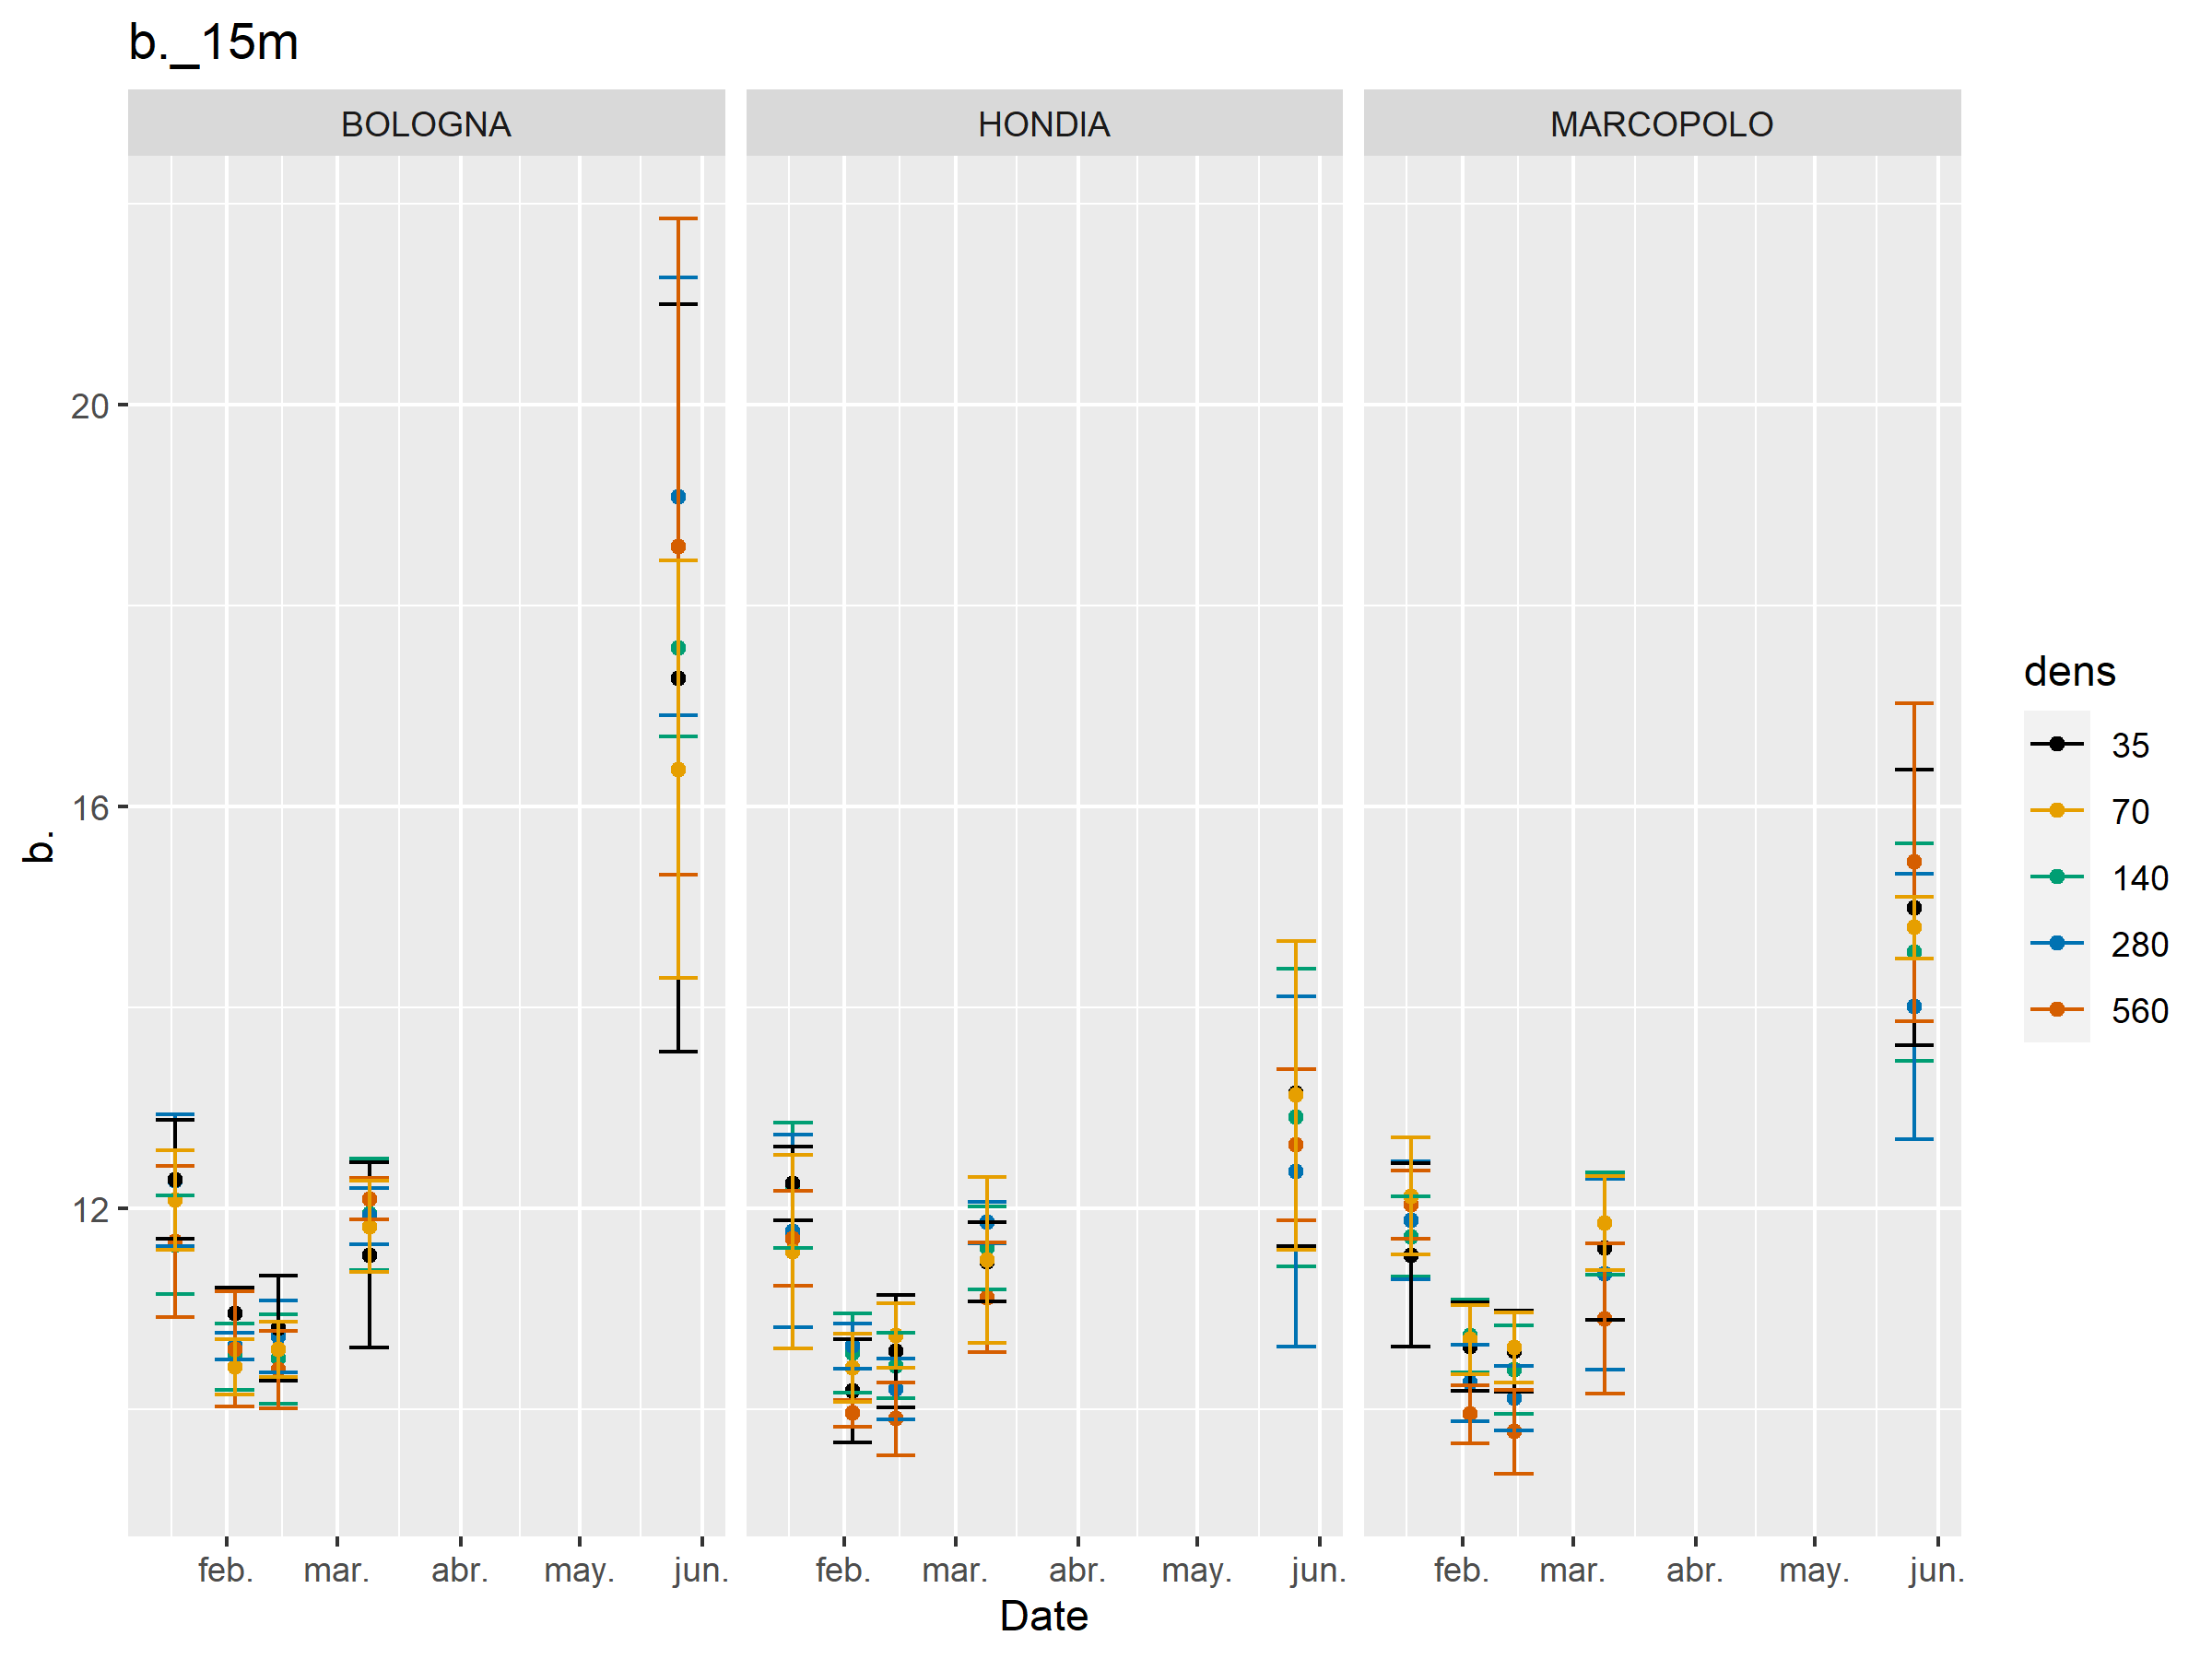 b._15m
BOLOGNA HONDIA MARCOPOLO
20
16
12
b.
feb. mar. abr. may. jun. feb. mar. abr. may. jun. feb. mar. abr. may. jun.
Date
dens
35
70
140
280
560